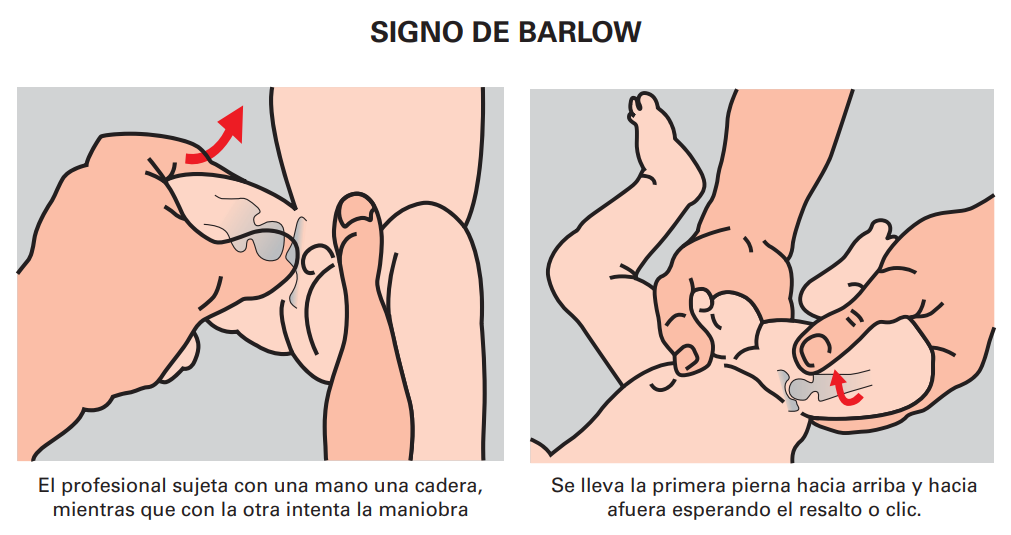 SIGNO DE BARLOW
El profesional sujeta con una mano una cadera,
mientras que con la otra intenta la maniobra
Se lleva la primera pierna hacia arriba y hacia
afuera esperando el resalto o clic.